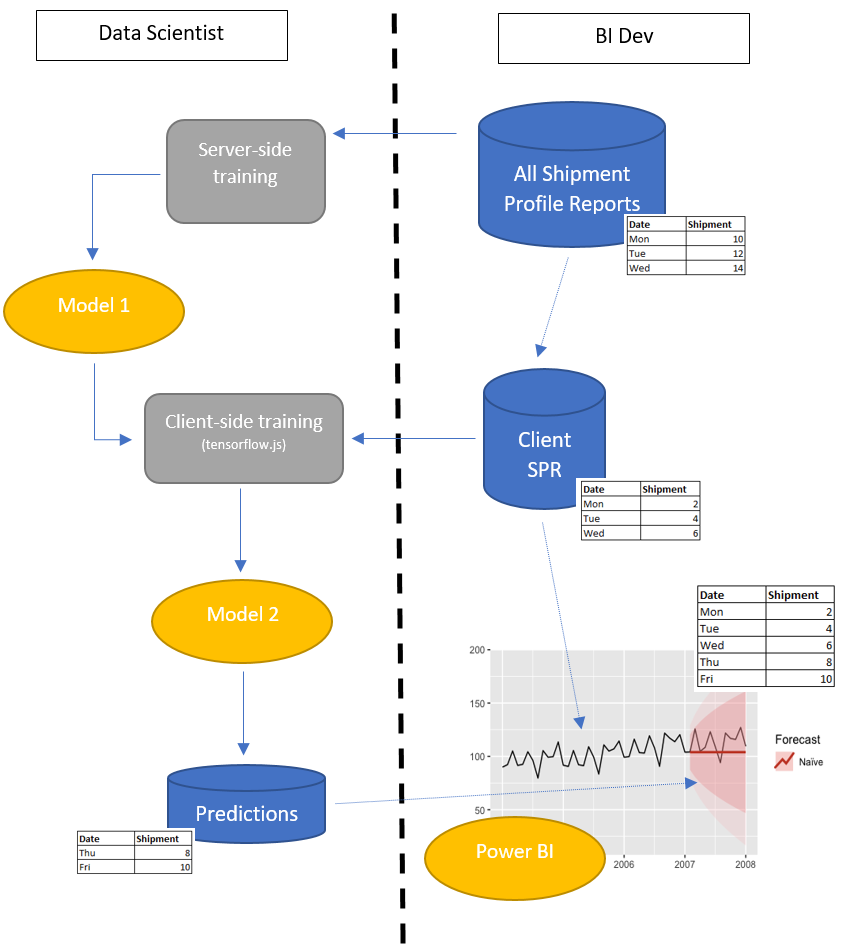 Data Scientist
BI Dev
Server-side
training
All Shipment
Profile Reports
Date Shipment
Mon 10
Tue 12
Wed 14
Model 1
Client-side training
(tensorflow.js)
Client
SPR
Date Shipment
Mon 2
Tue 4
Wed 6
Model 2
Date Shipment
Mon 2
Tue 4
Wed 6
Thu 8
Fri 10
200
150
100
50
Forecast
Naïve
Predictions
Date Shipment
Thu 8
Fri 10
Power BI
2006 2007 2008